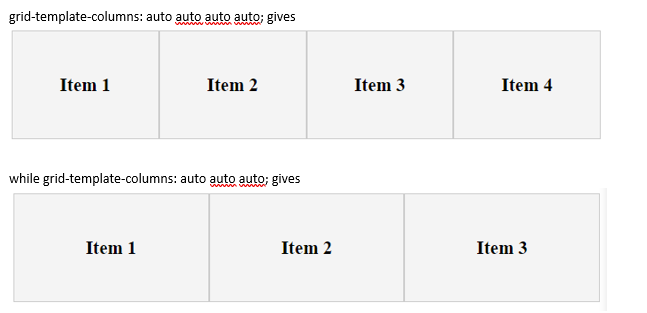 grid-template-columns: auto auto auto auto; gives
Item 1 Item 2 Item 3 Item 4
while grid-template-columns: auto auto auto; gives
Item 1 Item 2 Item 3